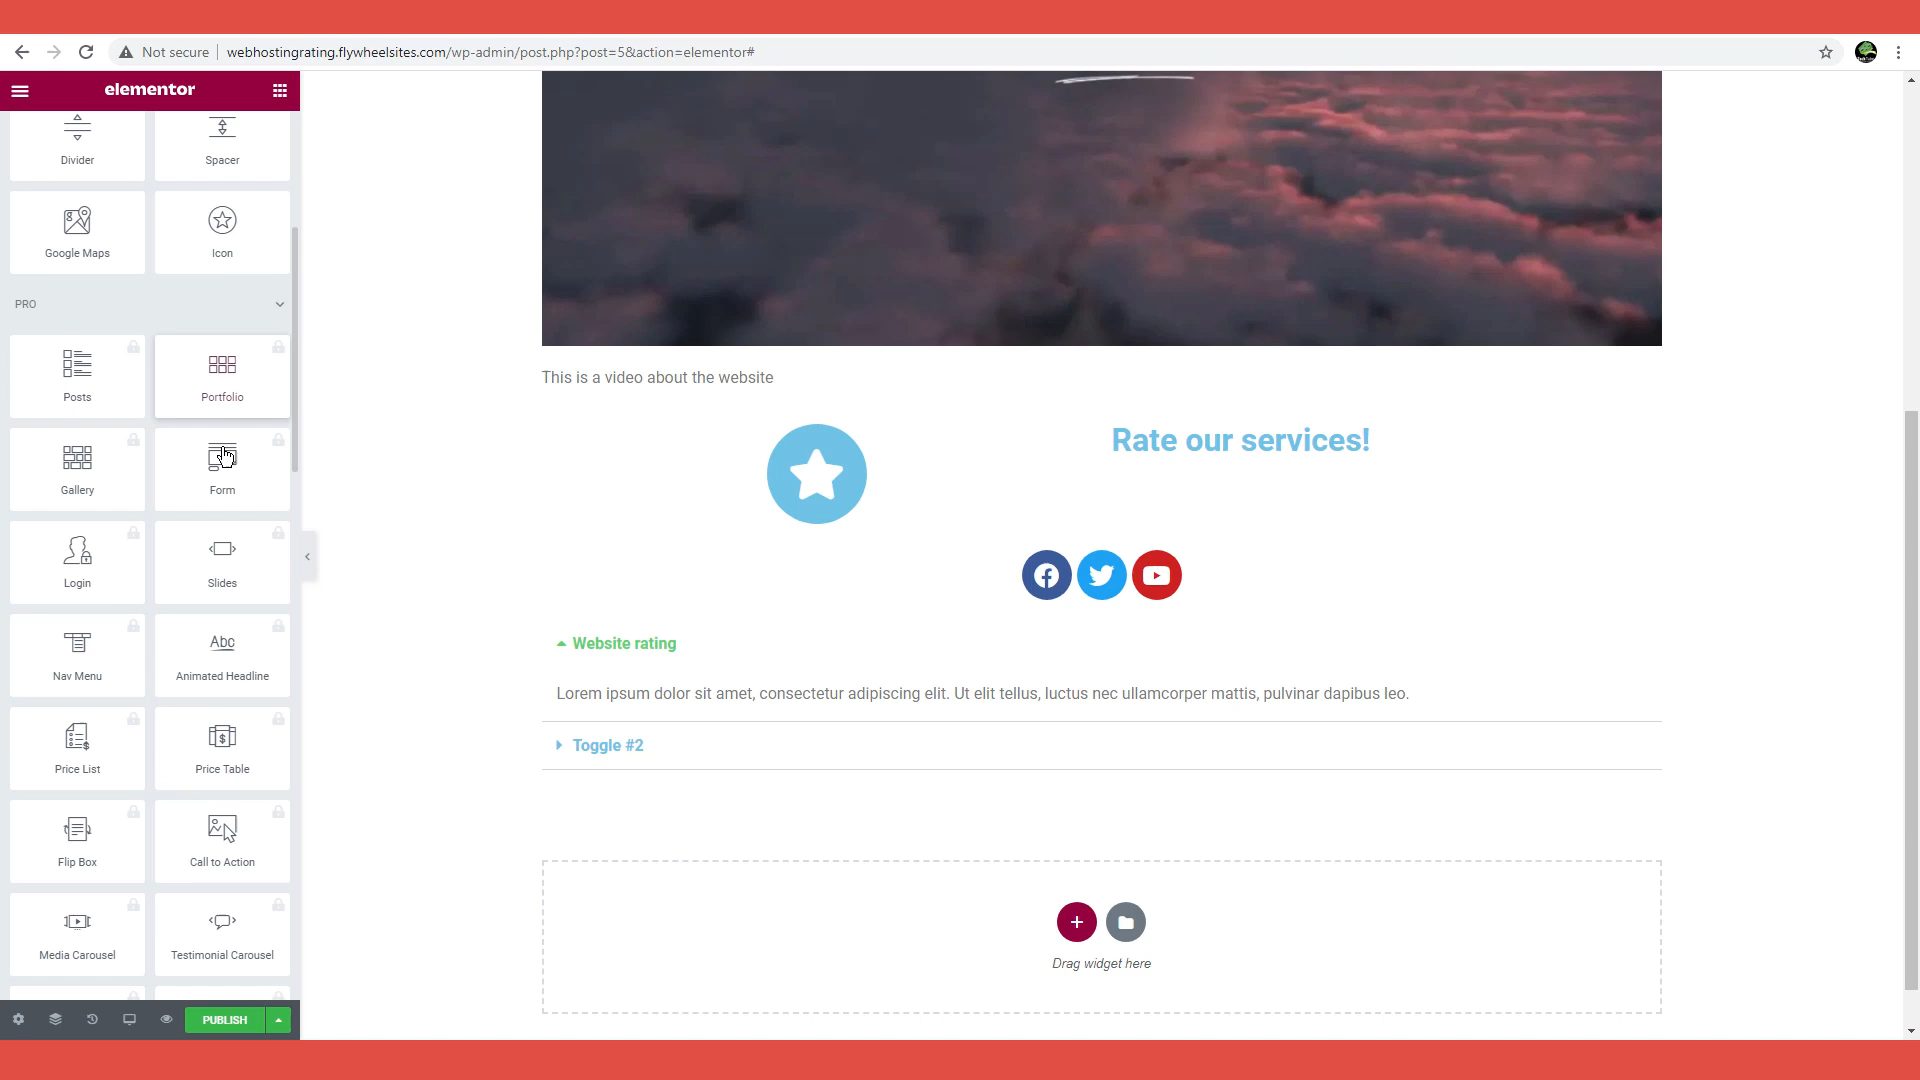 Not secure
webhostingrating.flywheelsites.com/wp-admin/post.php?post=5&action=elementor#
elementor
Divider
Spacer
Google Maps
Icon
PRO
Posts
Portfolio
Gallery
Form
Login
Slides
Nav Menu
Abc
Animated Headline
Price List
Price Table
Flip Box
Call to Action
Media Carousel
Testimonial Carousel
PUBLISH
This is a video about the website
Rate our services!
Website rating
Lorem ipsum dolor sit amet, consectetur adipiscing elit. Ut elit tellus, luctus nec ullamcorper mattis, pulvinar dapibus leo.
Toggle #2
Drag widget here